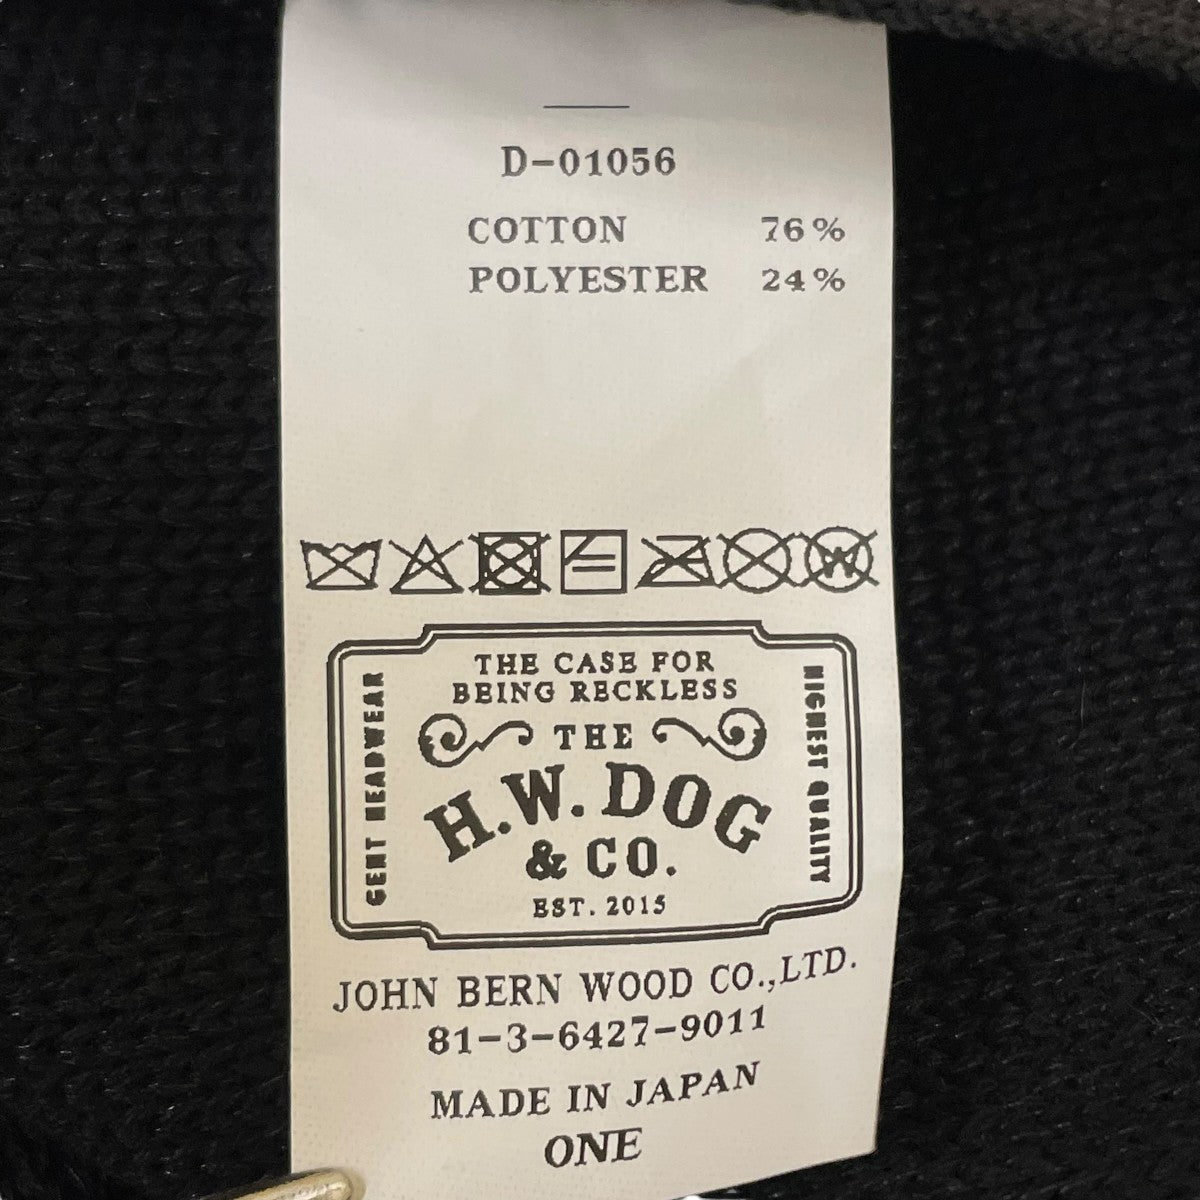 D-01056
COTTON 76%
POLYESTER 24%
W
THE CASE FOR
BEING RECKLESS
GENT HEADWEAR
HIGHEST QUALITY
THE
H.W. DOG
& CO.
EST. 2015
JOHN BERN WOOD CO.,LTD.
81-3-6427-9011
MADE IN JAPAN
ONE